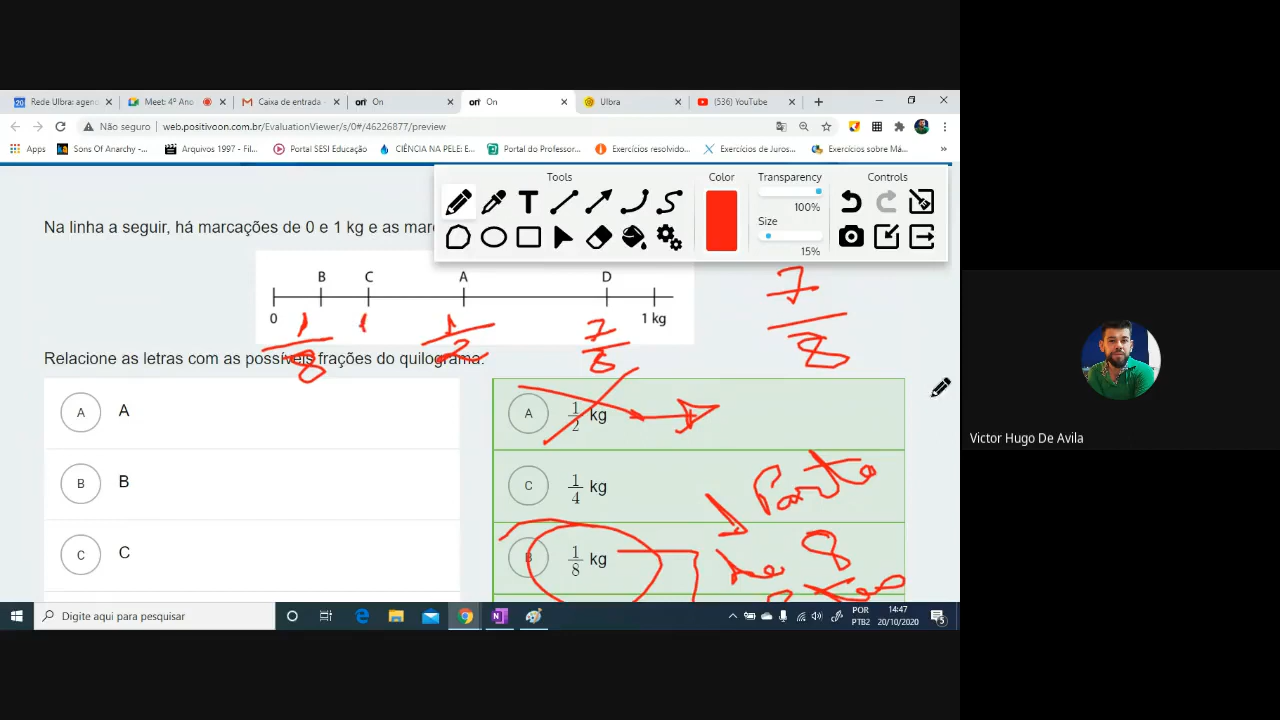 Rede Ulbra: agen
Meet: 4º Ano
Caixa de entrada -
On
On
Ulbra
(536) YouTube
Não seguro
web.positivoon.com.br/EvaluationViewer/s/0#/46226877/preview
Apps
Sons Of Anarchy -...
Arquivos 1997 - Fil...
Portal SESI Educação
CIÊNCIA NA PELE: E...
Portal do Professor...
Exercícios resolvido...
Exercícios de Juros...
Exercícios sobre Má...
»
Tools
Color
Transparency
Controls
100%
Size
15%
Na linha a seguir, há marcações de 0 e 1 kg e as mar
B C A D
0 1 kg
1/8 1 1/2 7/8
7/8
Relacione as letras com as possíveis frações do quilograma.
A A
B B
C C
A 1/2 kg
C 1/4 kg
B 1/8 kg
Parte
8
Victor Hugo De Avila
Digite aqui para pesquisar
POR
PTB2
14:47
20/10/2020
5